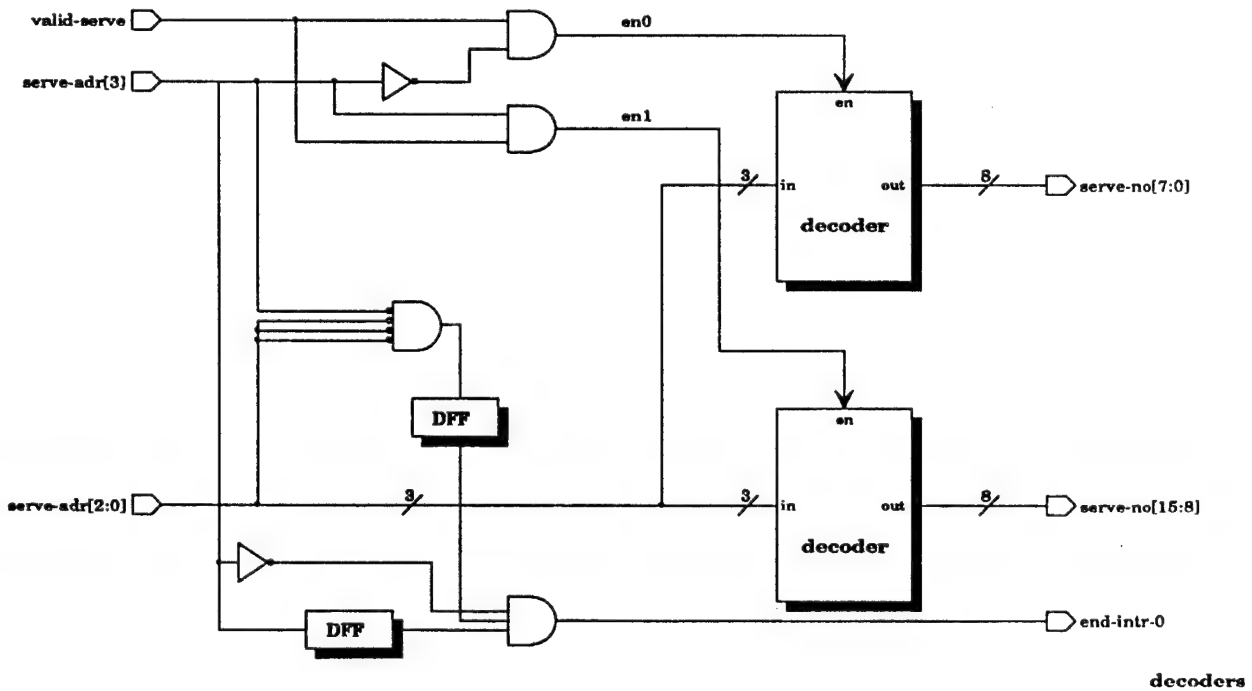 valid-serve
en0
serve-adr[3]
en
en1
3
in
out
8
serve-no[7:0]
decoder
DFF
en
serve-adr[2:0]
3
3
in
out
8
serve-no[15:8]
decoder
DFF
end-intr-0
decoders